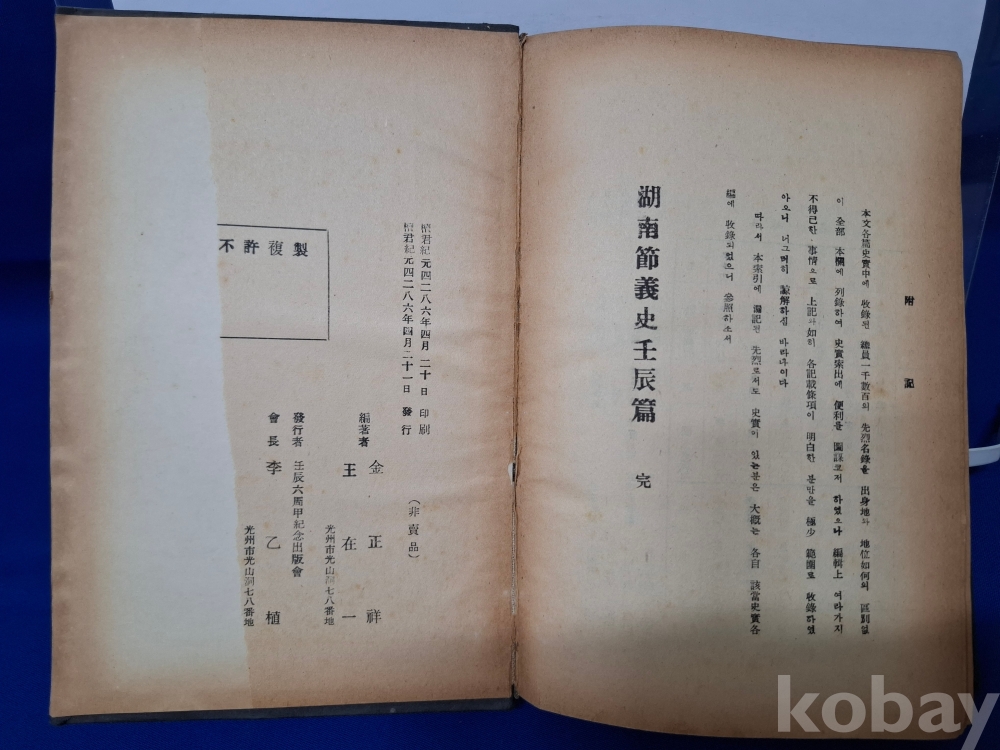 附記
本文各篇史實中에 收錄된 總員一千數百의 先烈名錄을 出身地와 地位如何의 區別없
이 全部 本欄에 列錄하여 史實索出에 便利를 圖謀코저 하였으나 編輯上 여라가지
不得已한 事情으로 上記와如히 各記載條項이 明白한 분만을 極少 範圍로 收錄하였
아오니 너그러히 諒解하심 바라나이다
따라서 本索引에 漏記된 先烈로서도 史實이 있는분은 大槪는 各自 該當史實各
編에 收錄되었으니 參照하소서
湖南節義史壬辰篇 完
檀君紀元四二八六年四月二十日 印刷
檀君紀元四二八六年四月二十一日 發行
(非賣品)
編著者 金正祥
王在一
光州市光山洞七八番地
發行者 壬辰六周甲紀念出版會
會長 李乙植
光州市光山洞七八番地
不許複製
kobay